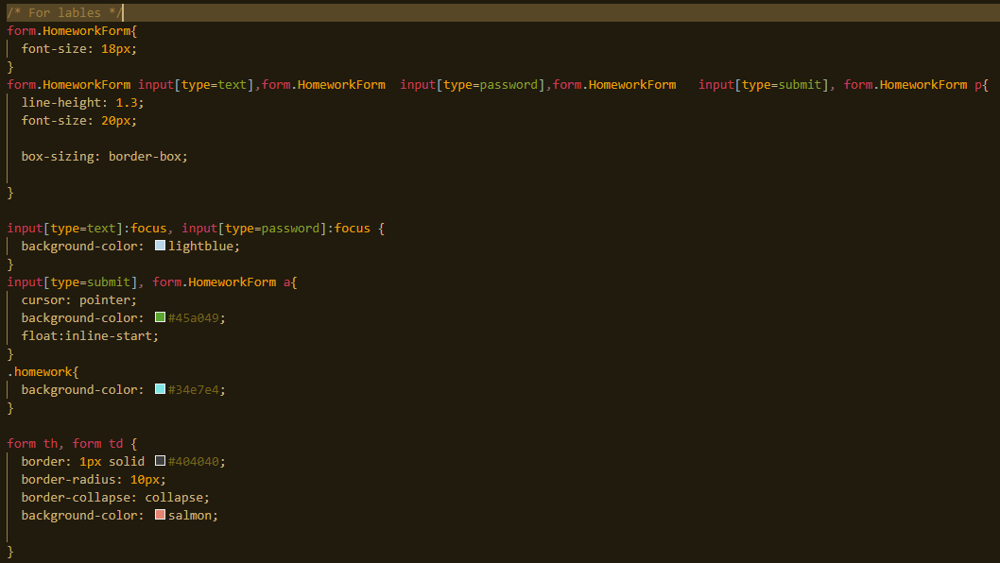 /* For lables */
form.HomeworkForm{
font-size: 18px;
}
form.HomeworkForm input[type=text],form.HomeworkForm  input[type=password],form.HomeworkForm   input[type=submit], form.HomeworkForm p{
line-height: 1.3;
font-size: 20px;
box-sizing: border-box;
}
input[type=text]:focus, input[type=password]:focus {
background-color: lightblue;
}
input[type=submit], form.HomeworkForm a{
cursor: pointer;
background-color: #45a049;
float:inline-start;
}
.homework{
background-color: #34e7e4;
}
form th, form td {
border: 1px solid #404040;
border-radius: 10px;
border-collapse: collapse;
background-color: salmon;
}